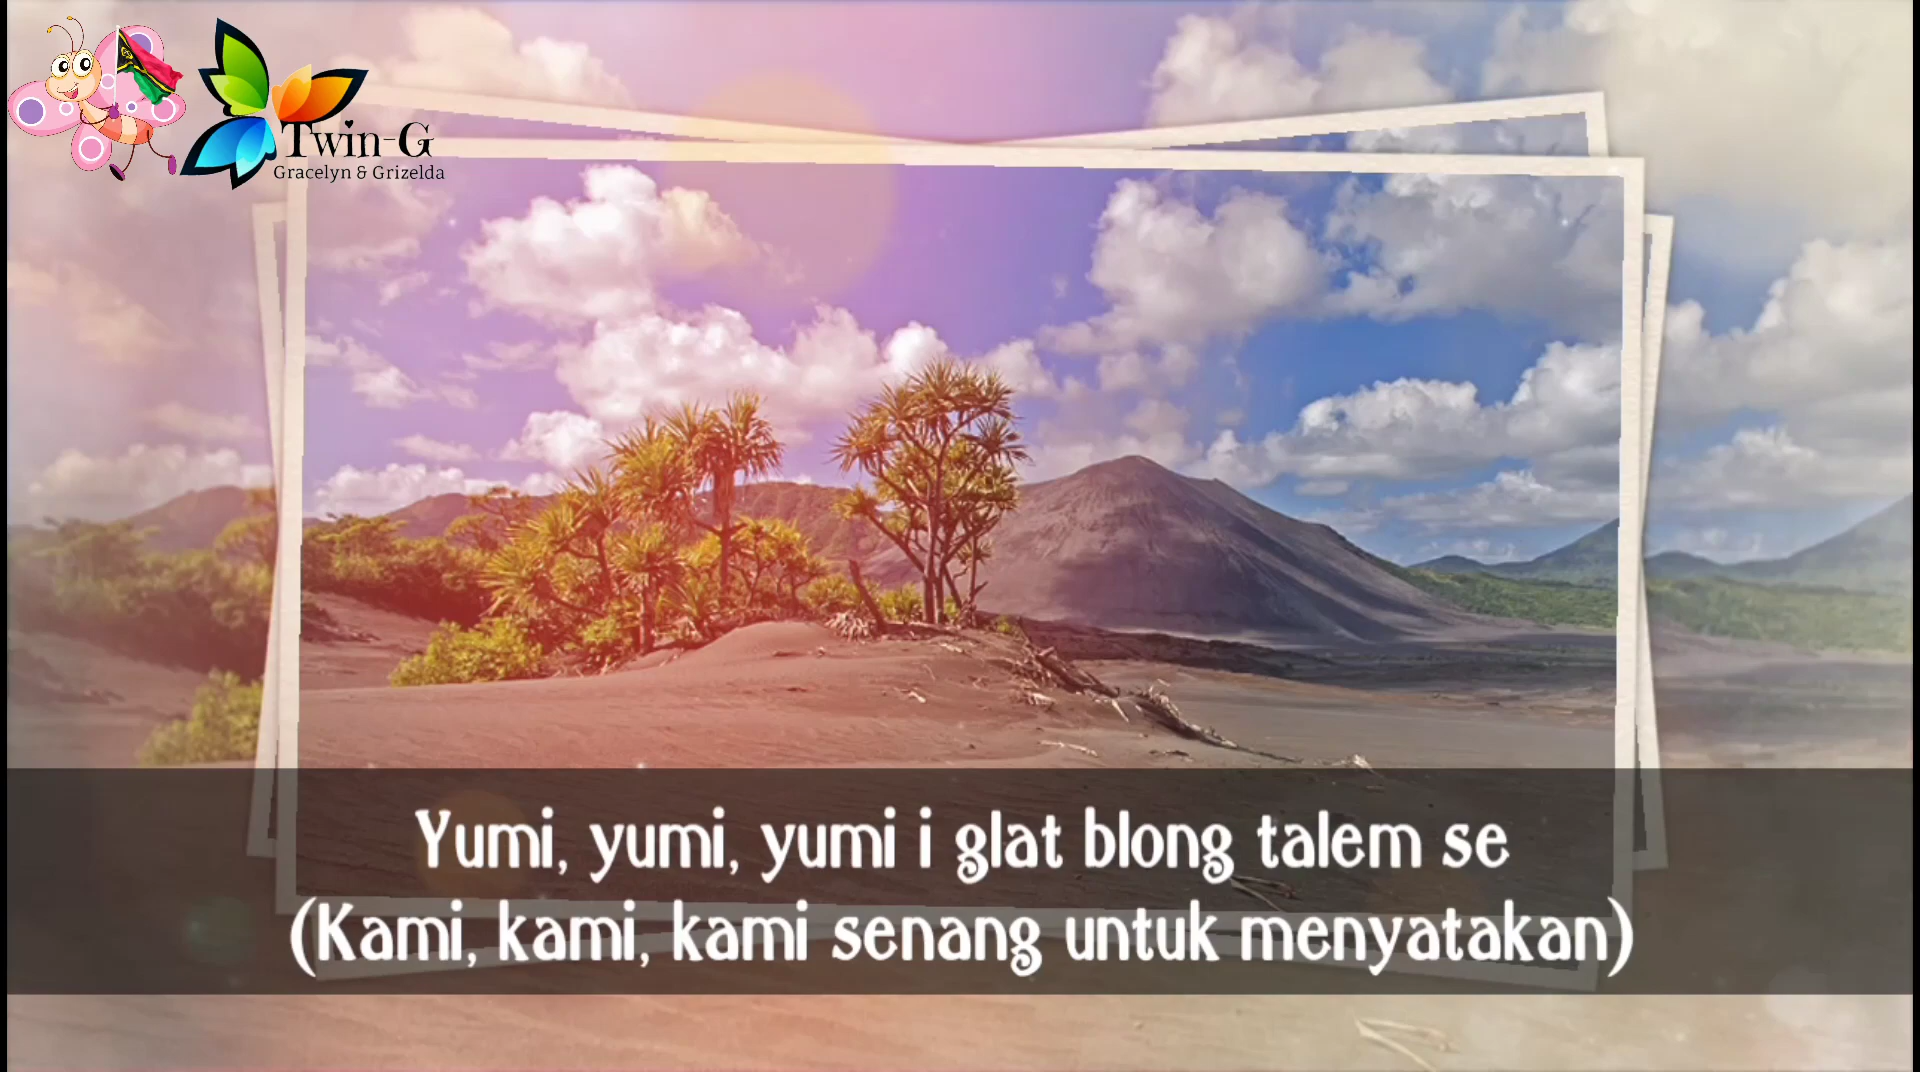 Twin-G
Gracelyn & Grizelda
Yumi, yumi, yumi i glat blong talem se
(Kami, kami, kami senang untuk menyatakan)